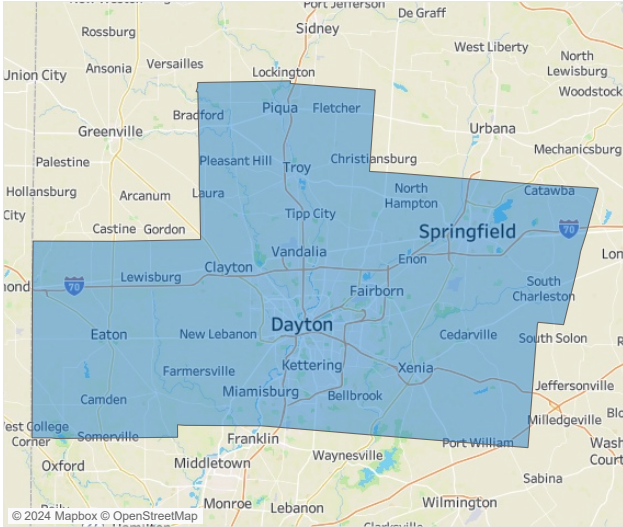 Port Jefferson
De Graff
Rossburg
Sidney
West Liberty
Versailles
North
Lewisburg
Ansonia
Lockington
Union City
Woodstock
Piqua
Fletcher
Bradford
Urbana
Greenville
Mechanicsburg
Palestine
Pleasant Hill
Christiansburg
Troy
Hollansburg
Arcanum
Laura
North
Hampton
Catawba
City
Tipp City
Castine
Gordon
Springfield
70
Vandalia
Enon
Clayton
Lewisburg
70
South
Charleston
Fairborn
Dayton
Eaton
New Lebanon
Cedarville
South Solon
Kettering
Xenia
Farmersville
Jeffersonville
Camden
Miamisburg
Bellbrook
Milledgeville
West College
Corner
Somerville
Franklin
Port William
Wash
Court
Oxford
Middletown
Waynesville
Sabina
Monroe
Lebanon
Wilmington
© 2024 Mapbox © OpenStreetMap